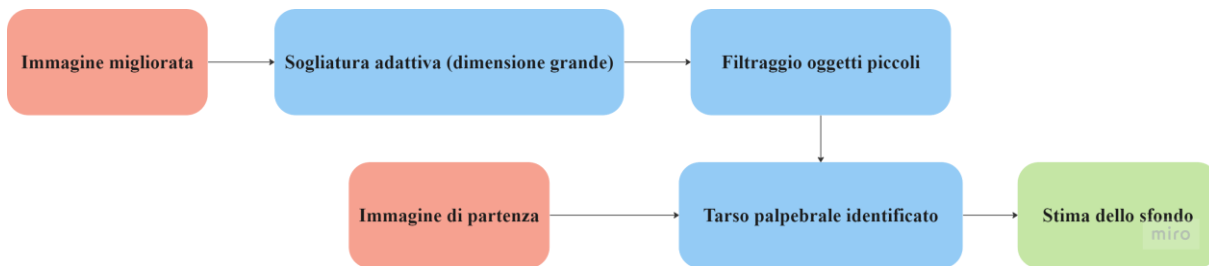 Immagine migliorata
Sogliatura adattiva (dimensione grande)
Filtraggio oggetti piccoli
Immagine di partenza
Tarso palpebrale identificato
Stima dello sfondo
miro